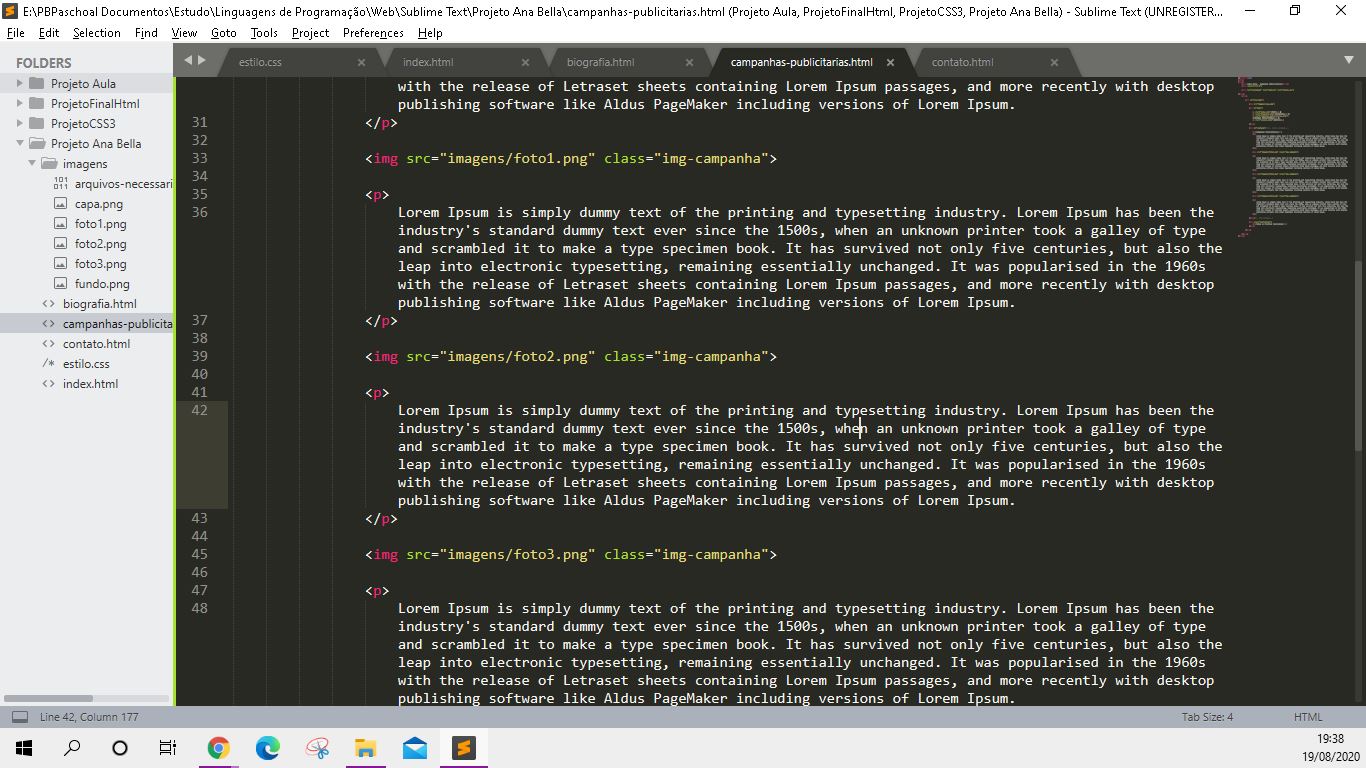 E:\PBPaschoal Documentos\Estudo\Linguagens de Programação\Web\Sublime Text\Projeto Ana Bella\campanhas-publicitarias.html (Projeto Aula, ProjetoFinalHtml, ProjetoCSS3, Projeto Ana Bella) - Sublime Text (UNREGISTER...
File Edit Selection Find View Goto Tools Project Preferences Help
FOLDERS
Projeto Aula
ProjetoFinalHtml
ProjetoCSS3
Projeto Ana Bella
imagens
arquivos-necessari
capa.png
foto1.png
foto2.png
foto3.png
fundo.png
biografia.html
campanhas-publicita
contato.html
estilo.css
index.html
estilo.css index.html biografia.html campanhas-publicitarias.html contato.html
with the release of Letraset sheets containing Lorem Ipsum passages, and more recently with desktop
publishing software like Aldus PageMaker including versions of Lorem Ipsum.
31 </p>
32
33 <img src="imagens/foto1.png" class="img-campanha">
34
35 <p>
36 Lorem Ipsum is simply dummy text of the printing and typesetting industry. Lorem Ipsum has been the
industry's standard dummy text ever since the 1500s, when an unknown printer took a galley of type
and scrambled it to make a type specimen book. It has survived not only five centuries, but also the
leap into electronic typesetting, remaining essentially unchanged. It was popularised in the 1960s
with the release of Letraset sheets containing Lorem Ipsum passages, and more recently with desktop
publishing software like Aldus PageMaker including versions of Lorem Ipsum.
37 </p>
38
39 <img src="imagens/foto2.png" class="img-campanha">
40
41 <p>
42 Lorem Ipsum is simply dummy text of the printing and typesetting industry. Lorem Ipsum has been the
industry's standard dummy text ever since the 1500s, when an unknown printer took a galley of type
and scrambled it to make a type specimen book. It has survived not only five centuries, but also the
leap into electronic typesetting, remaining essentially unchanged. It was popularised in the 1960s
with the release of Letraset sheets containing Lorem Ipsum passages, and more recently with desktop
publishing software like Aldus PageMaker including versions of Lorem Ipsum.
43 </p>
44
45 <img src="imagens/foto3.png" class="img-campanha">
46
47 <p>
48 Lorem Ipsum is simply dummy text of the printing and typesetting industry. Lorem Ipsum has been the
industry's standard dummy text ever since the 1500s, when an unknown printer took a galley of type
and scrambled it to make a type specimen book. It has survived not only five centuries, but also the
leap into electronic typesetting, remaining essentially unchanged. It was popularised in the 1960s
with the release of Letraset sheets containing Lorem Ipsum passages, and more recently with desktop
publishing software like Aldus PageMaker including versions of Lorem Ipsum.
Line 42, Column 177 Tab Size: 4 HTML
19:38
19/08/2020